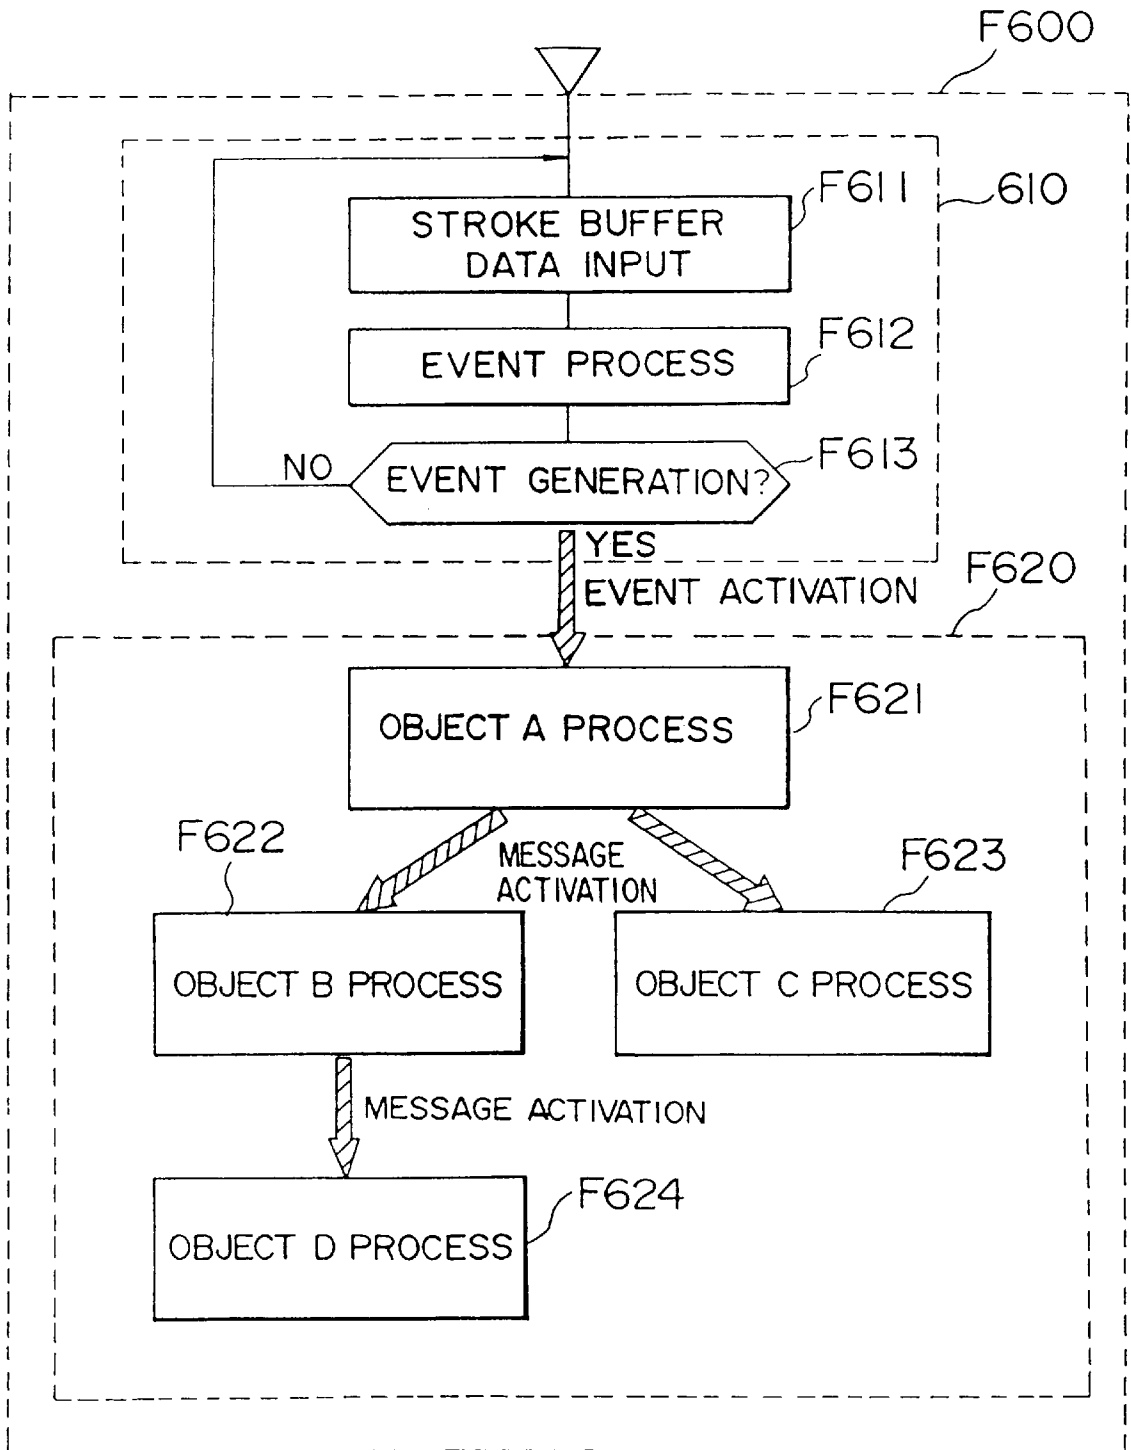 F600
610
F611
STROKE BUFFER
DATA INPUT
F612
EVENT PROCESS
F613
NO
EVENT GENERATION?
YES
EVENT ACTIVATION
F620
F621
OBJECT A PROCESS
F622
MESSAGE
ACTIVATION
F623
OBJECT B PROCESS
OBJECT C PROCESS
MESSAGE ACTIVATION
F624
OBJECT D PROCESS